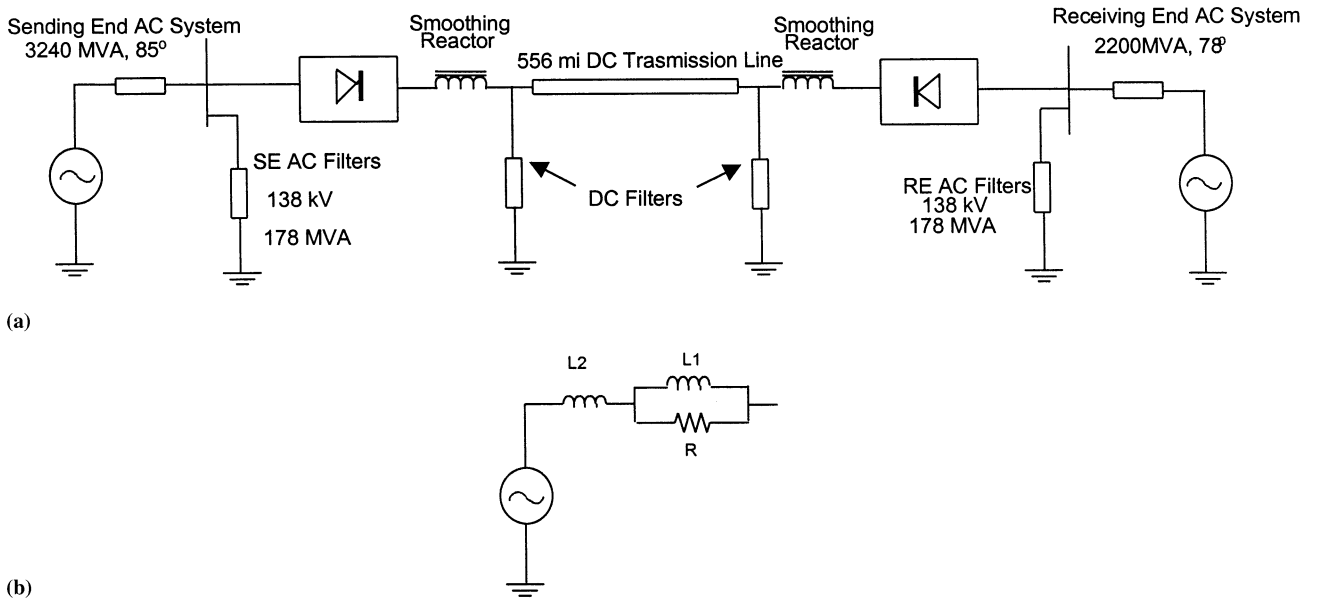 Sending End AC System
3240 MVA, 85º
Smoothing
Reactor
556 mi DC Trasmission Line
Smoothing
Reactor
Receiving End AC System
2200MVA, 78º
SE AC Filters
138 kV
178 MVA
DC Filters
RE AC Filters
138 kV
178 MVA
(a)
L2
L1
R
(b)